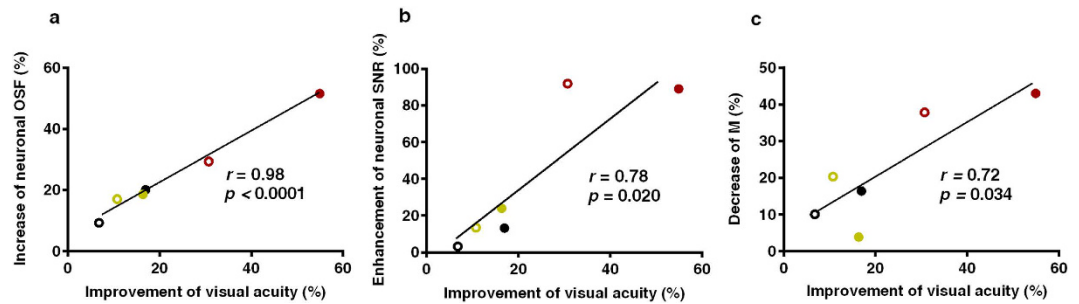 a
Increase of neuronal OSF (%)
60
40
20
0
r = 0.98
p < 0.0001
0 20 40 60
Improvement of visual acuity (%)
b
Enhancement of neuronal SNR (%)
100
80
60
40
20
0
r = 0.78
p = 0.020
0 20 40 60
Improvement of visual acuity (%)
c
Decrease of M (%)
50
40
30
20
10
0
r = 0.72
p = 0.034
0 20 40 60
Improvement of visual acuity (%)